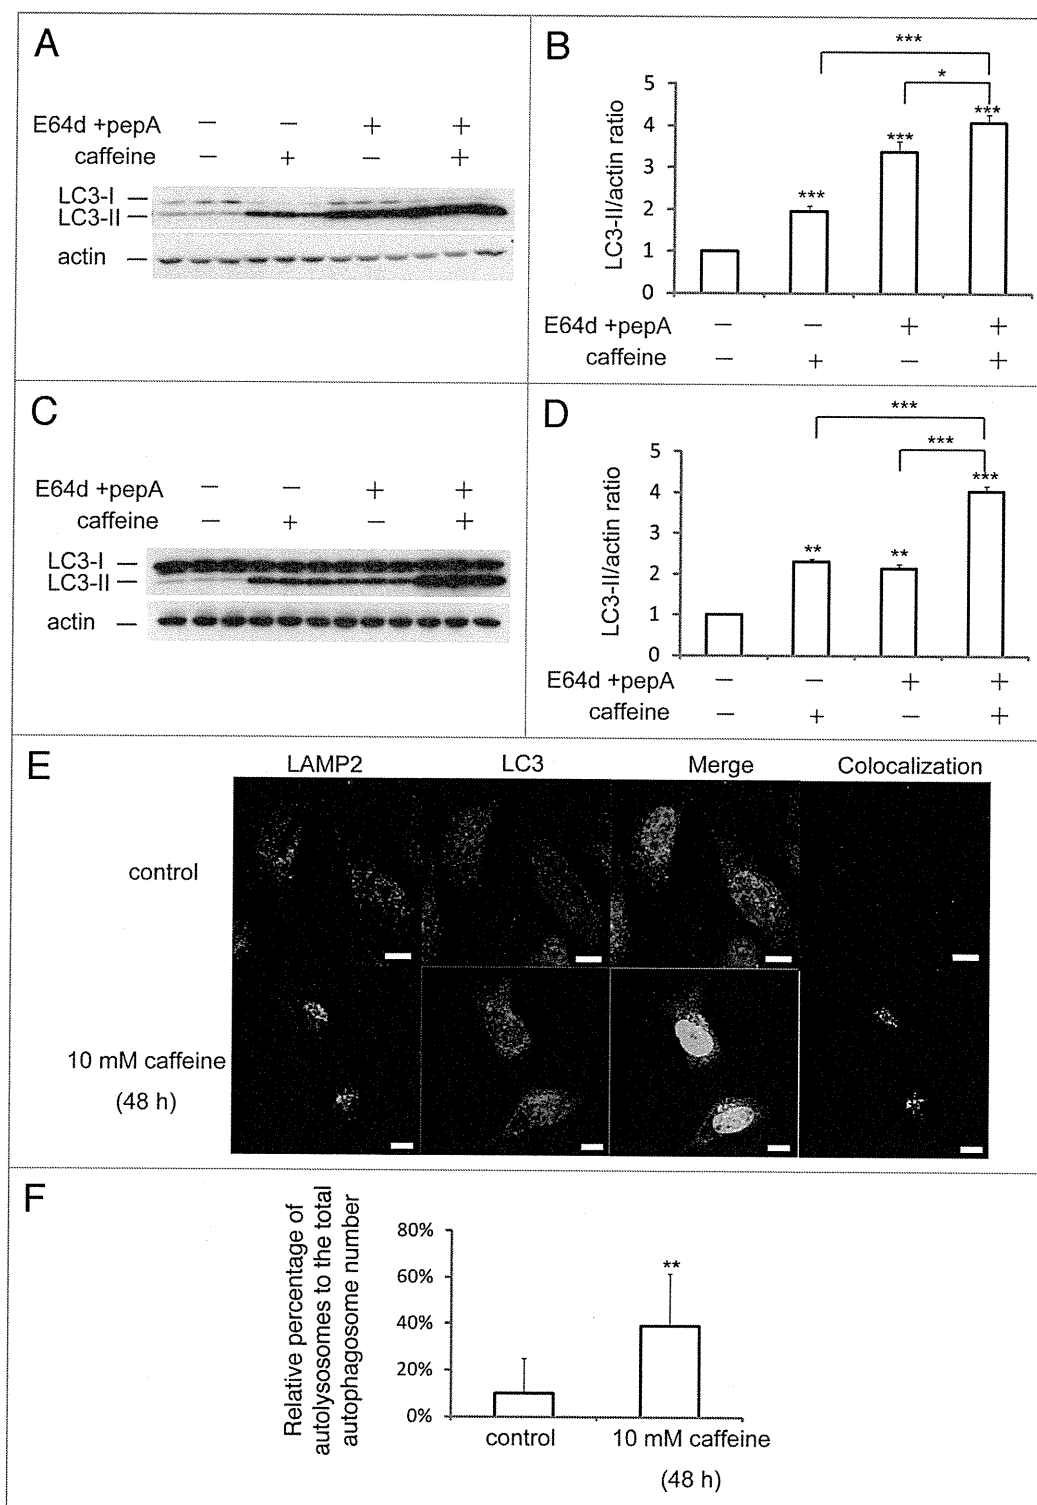 A
E64d +pepA — — + +
caffeine — + — +
LC3-I —
LC3-II —
actin —
B
LC3-II/actin ratio
5
4
3
2
1
0
***
***
***
*
***
E64d +pepA — — + +
caffeine — + — +
C
E64d +pepA — — + +
caffeine — + — +
LC3-I —
LC3-II —
actin —
D
LC3-II/actin ratio
5
4
3
2
1
0
**
**
***
***
***
E64d +pepA — — + +
caffeine — + — +
E
LAMP2 LC3 Merge Colocalization
control
10 mM caffeine
(48 h)
F
Relative percentage of
autolysosomes to the total
autophagosome number
80%
60%
40%
20%
0%
**
control 10 mM caffeine
(48 h)